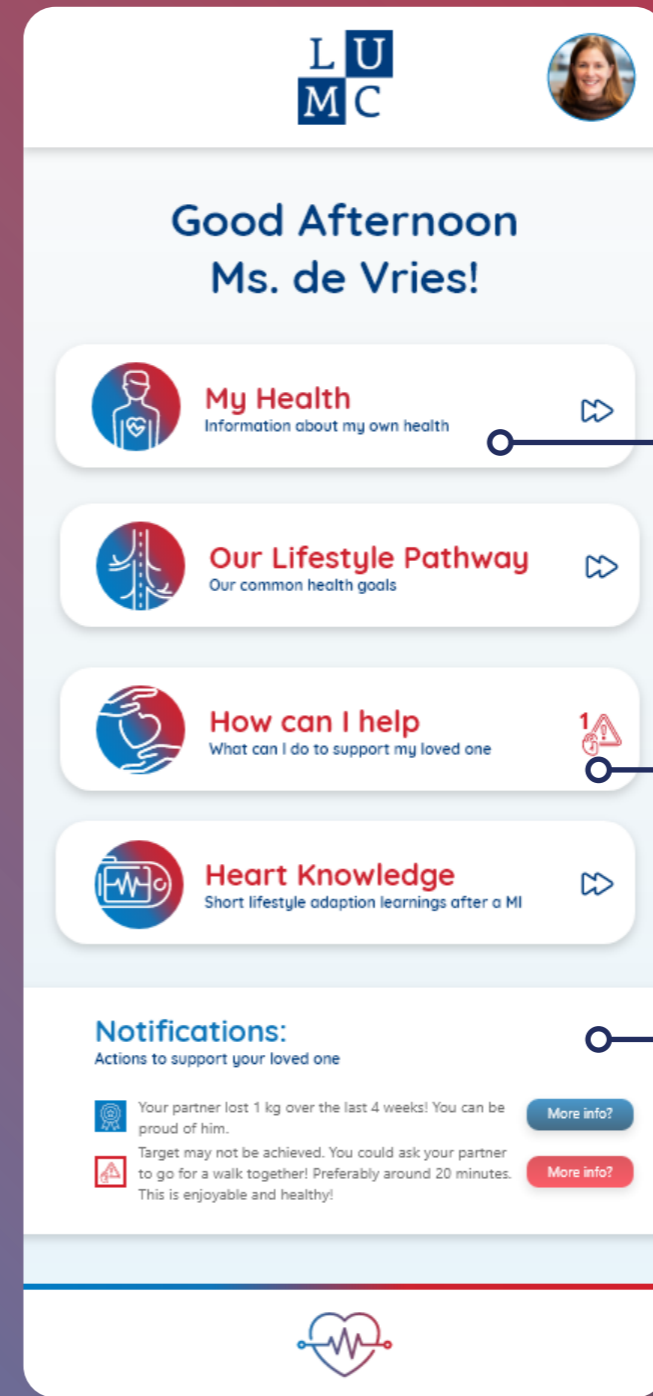 L U
M C
Good Afternoon
Ms. de Vries!
My Health
Information about my own health
Our Lifestyle Pathway
Our common health goals
How can I help
What can I do to support my loved one
1
Heart Knowledge
Short lifestyle adaption learnings after a MI
Notifications:
Actions to support your loved one
Your partner lost 1 kg over the last 4 weeks! You can be
proud of him.
More info?
Target may not be achieved. You could ask your partner
to go for a walk together! Preferably around 20 minutes.
This is enjoyable and healthy!
More info?